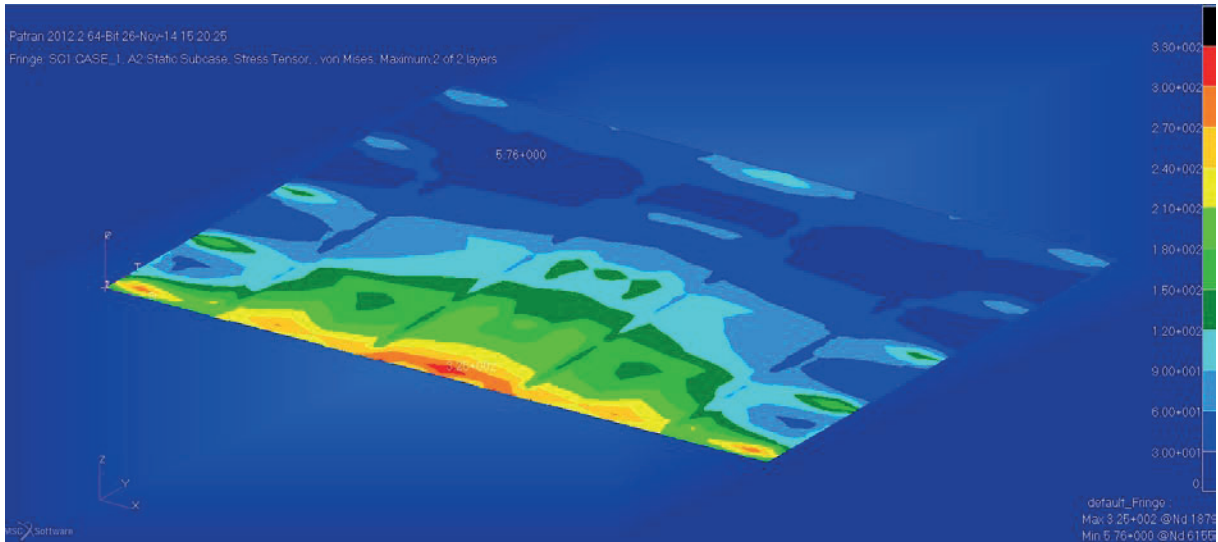 Patran 2012.2 64-Bit 26-Nov-14 15:20:25
Fringe: SC1 CASE_1, A2 Static Subcase, Stress Tensor, , von Mises, Maximum,2 of 2 layers
3.30+002
3.00+002
2.70+002
2.40+002
2.10+002
1.80+002
1.50+002
1.20+002
9.00+001
6.00+001
3.00+001
0.
5.76+000
3.25+002
Z
Y
X
default_Fringe :
Max 3.25+002 @Nd 1879
Min 5.76+000 @Nd 6155
MSC Software